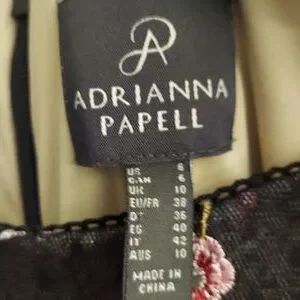 ADRIANNA
PAPELL
US 6
CAN 6
UK 10
EU/FR 38
D* 36
ES 40
IT 42
AUS 10
MADE IN
CHINA